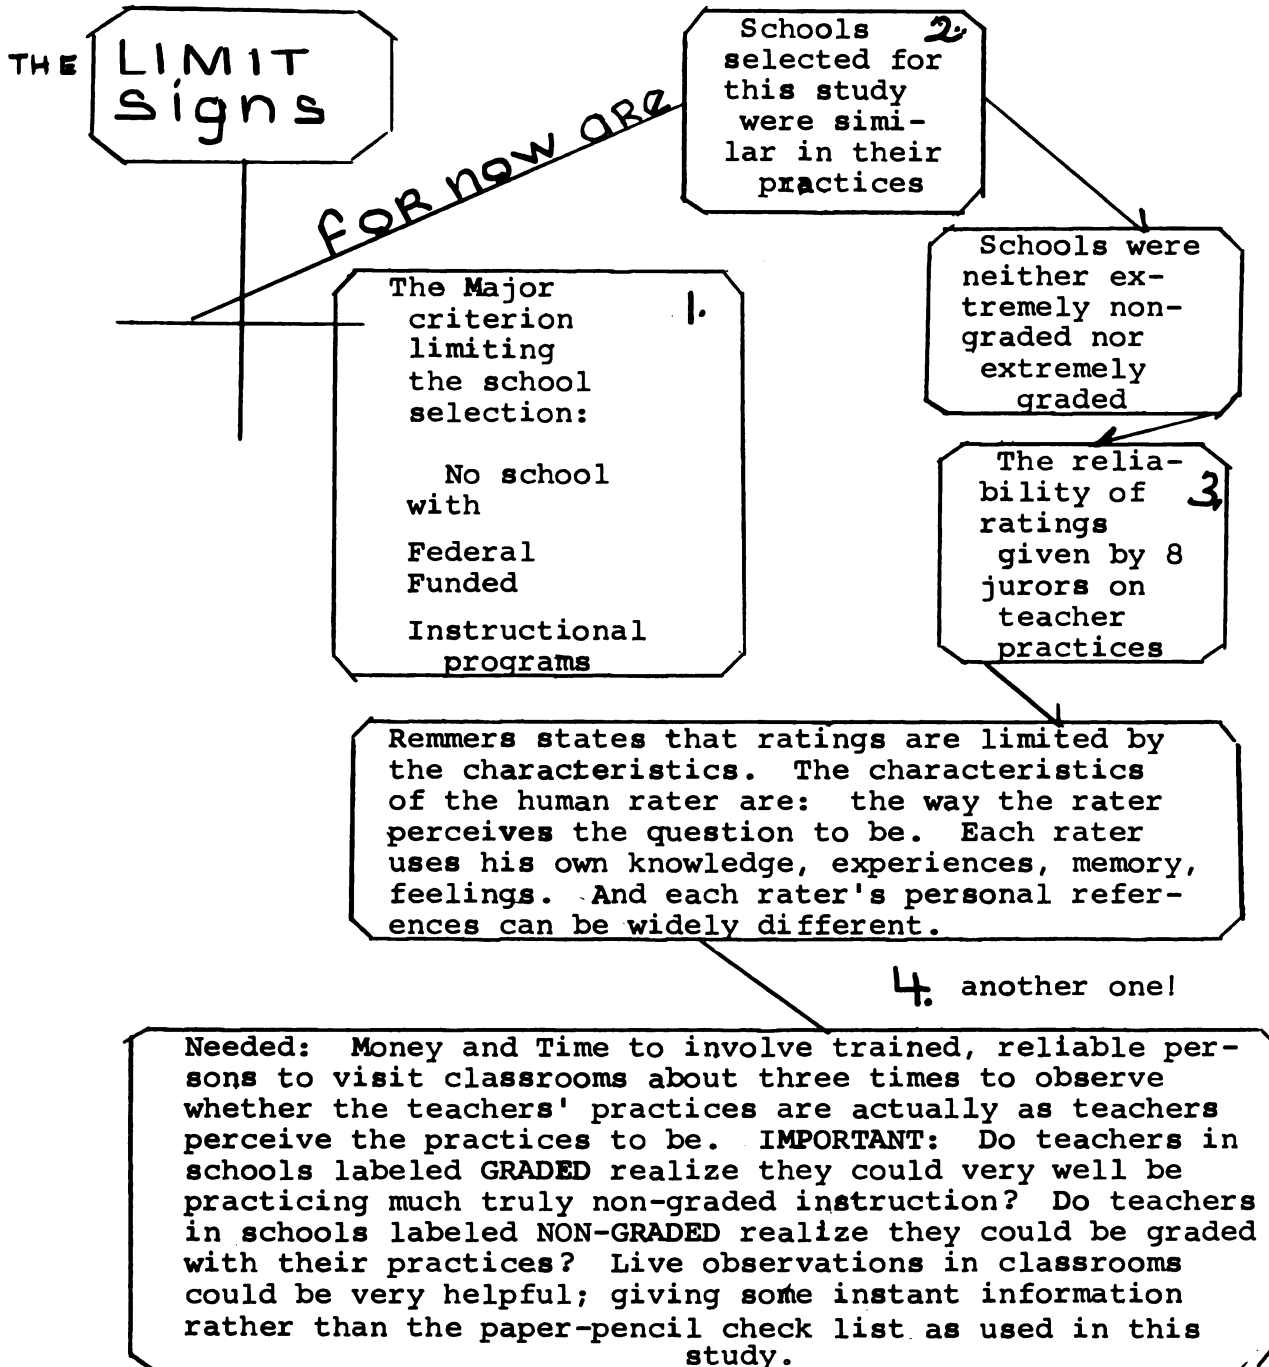 THE LIMIT
Signs
for now are
1.
The Major
criterion
limiting
the school
selection:
No school
with
Federal
Funded
Instructional
programs
2.
Schools
selected for
this study
were simi-
lar in their
practices
Schools were
neither ex-
tremely non-
graded nor
extremely
graded
3.
The relia-
bility of
ratings
given by 8
jurors on
teacher
practices
Remmers states that ratings are limited by
the characteristics. The characteristics
of the human rater are: the way the rater
perceives the question to be. Each rater
uses his own knowledge, experiences, memory,
feelings. And each rater's personal refer-
ences can be widely different.
4. another one!
Needed: Money and Time to involve trained, reliable per-
sons to visit classrooms about three times to observe
whether the teachers' practices are actually as teachers
perceive the practices to be. IMPORTANT: Do teachers in
schools labeled GRADED realize they could very well be
practicing much truly non-graded instruction? Do teachers
in schools labeled NON-GRADED realize they could be graded
with their practices? Live observations in classrooms
could be very helpful; giving some instant information
rather than the paper-pencil check list as used in this
study.